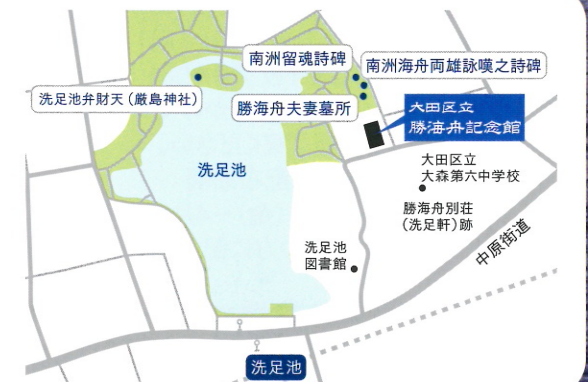 南洲留魂詩碑
南洲海舟両雄詠嘆之詩碑
洗足池弁財天(厳島神社)
勝海舟夫妻墓所
大田区立
勝海舟記念館
洗足池
大田区立
大森第六中学校
勝海舟別荘
(洗足軒)跡
中原街道
洗足池
図書館
洗足池